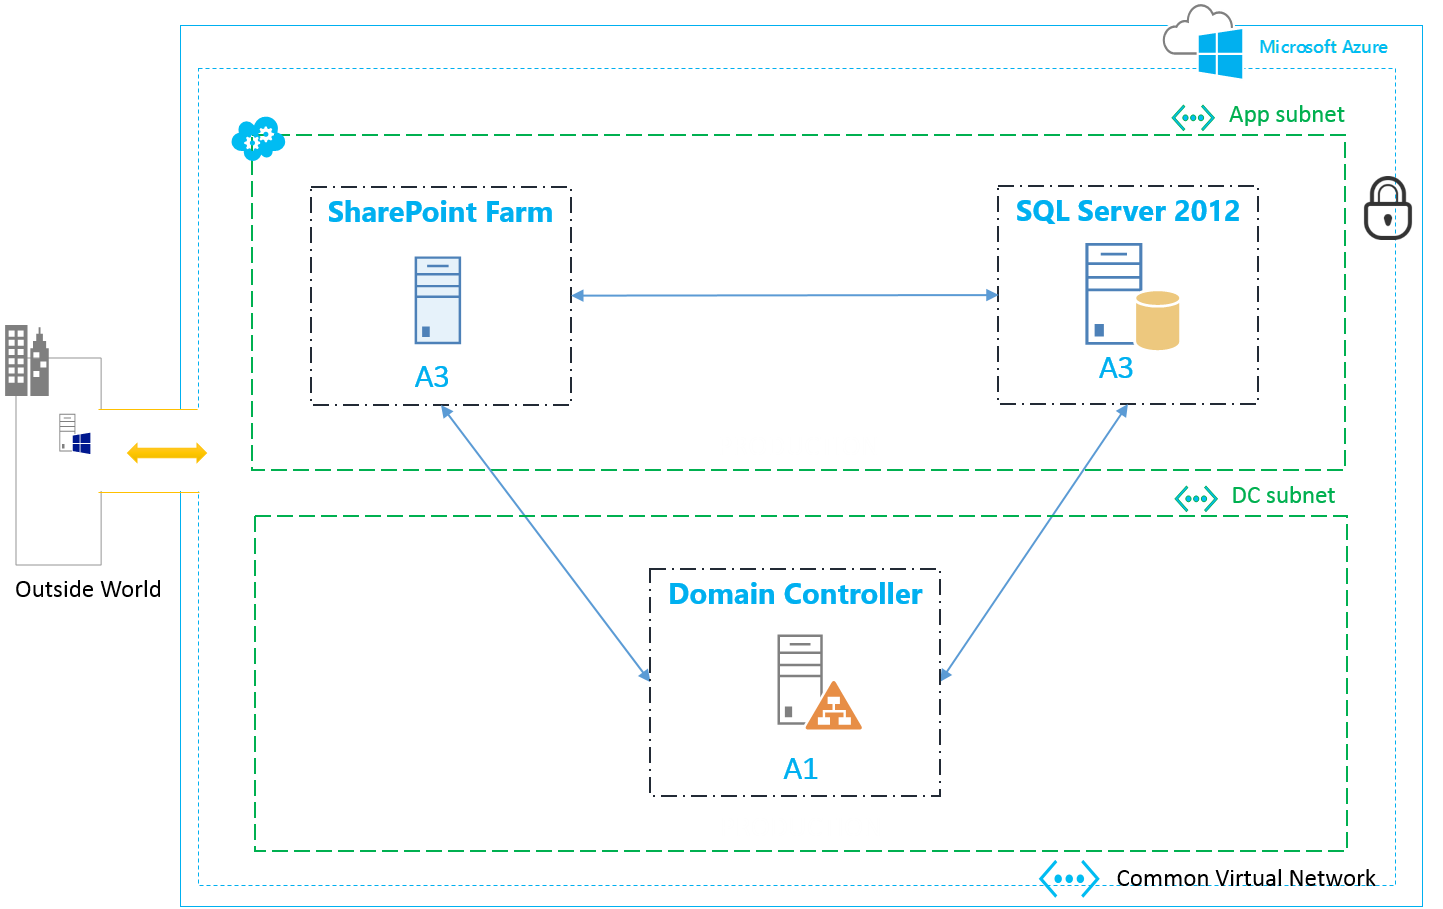 Microsoft Azure
App subnet
SharePoint Farm
A3
SQL Server 2012
A3
Outside World
DC subnet
Domain Controller
A1
Common Virtual Network